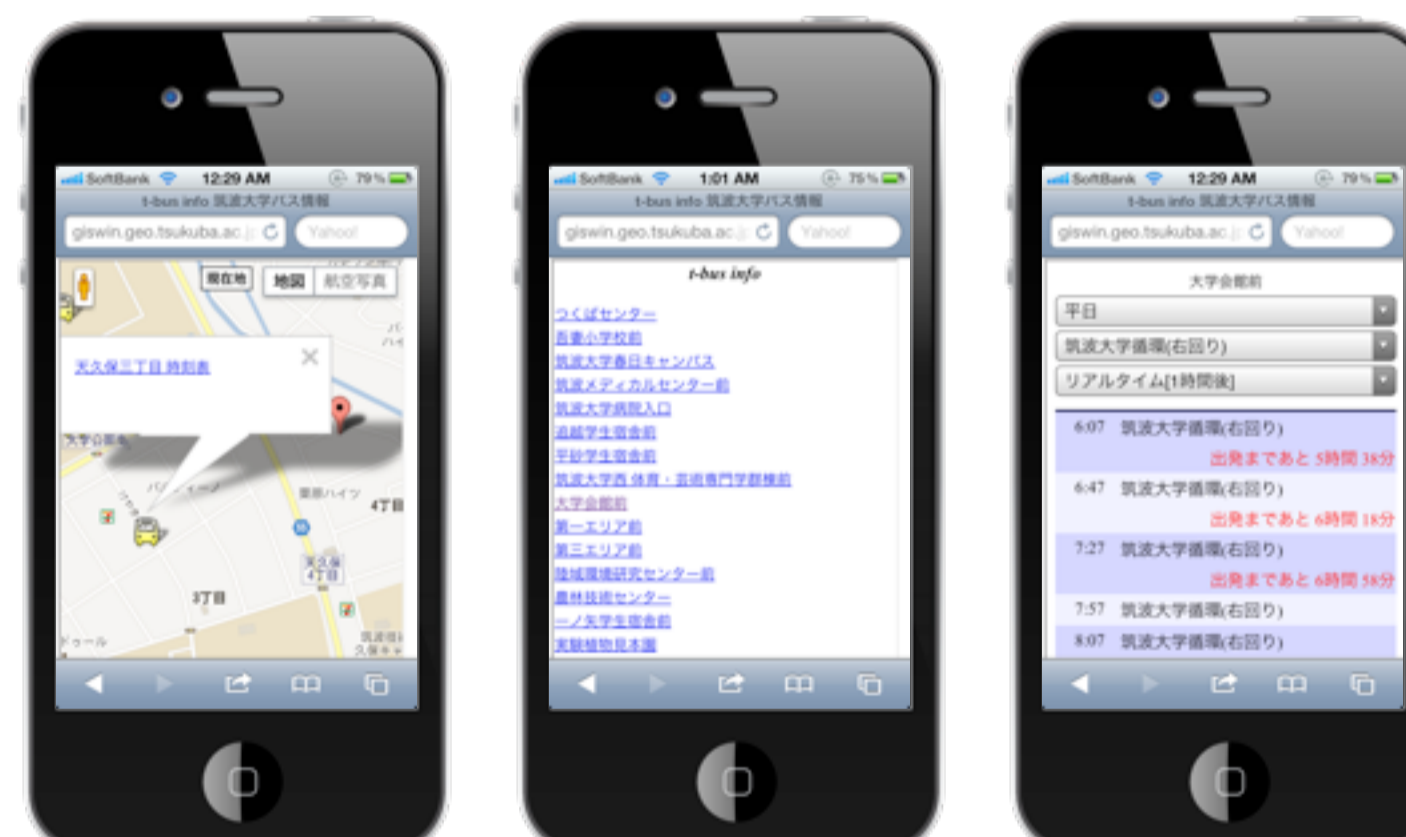 SoftBank 12:29 AM 79%
t-bus info 筑波大学バス情報
giswin.geo.tsukuba.ac.j
Yahoo!
現在地
地図
航空写真
天久保三丁目 時刻表
栗原ハイツ
4丁目
天久保
4丁目
3丁目
SoftBank 1:01 AM 75%
t-bus info 筑波大学バス情報
giswin.geo.tsukuba.ac.j
Yahoo!
t-bus info
つくばセンター
吾妻小学校前
筑波大学春日キャンパス
筑波メディカルセンター前
筑波大学病院入口
追越学生宿舎前
平砂学生宿舎前
筑波大学西 体育・芸術専門学群棟前
大学会館前
第一エリア前
第三エリア前
陸域環境研究センター前
農林技術センター
一ノ矢学生宿舎前
実験植物見本園
SoftBank 12:29 AM 79%
t-bus info 筑波大学バス情報
giswin.geo.tsukuba.ac.j
Yahoo!
大学会館前
平日
筑波大学循環(右回り)
リアルタイム[1時間後]
6:07 筑波大学循環(右回り)
出発まであと 5時間 38分
6:47 筑波大学循環(右回り)
出発まであと 6時間 18分
7:27 筑波大学循環(右回り)
出発まであと 6時間 58分
7:57 筑波大学循環(右回り)
8:07 筑波大学循環(右回り)